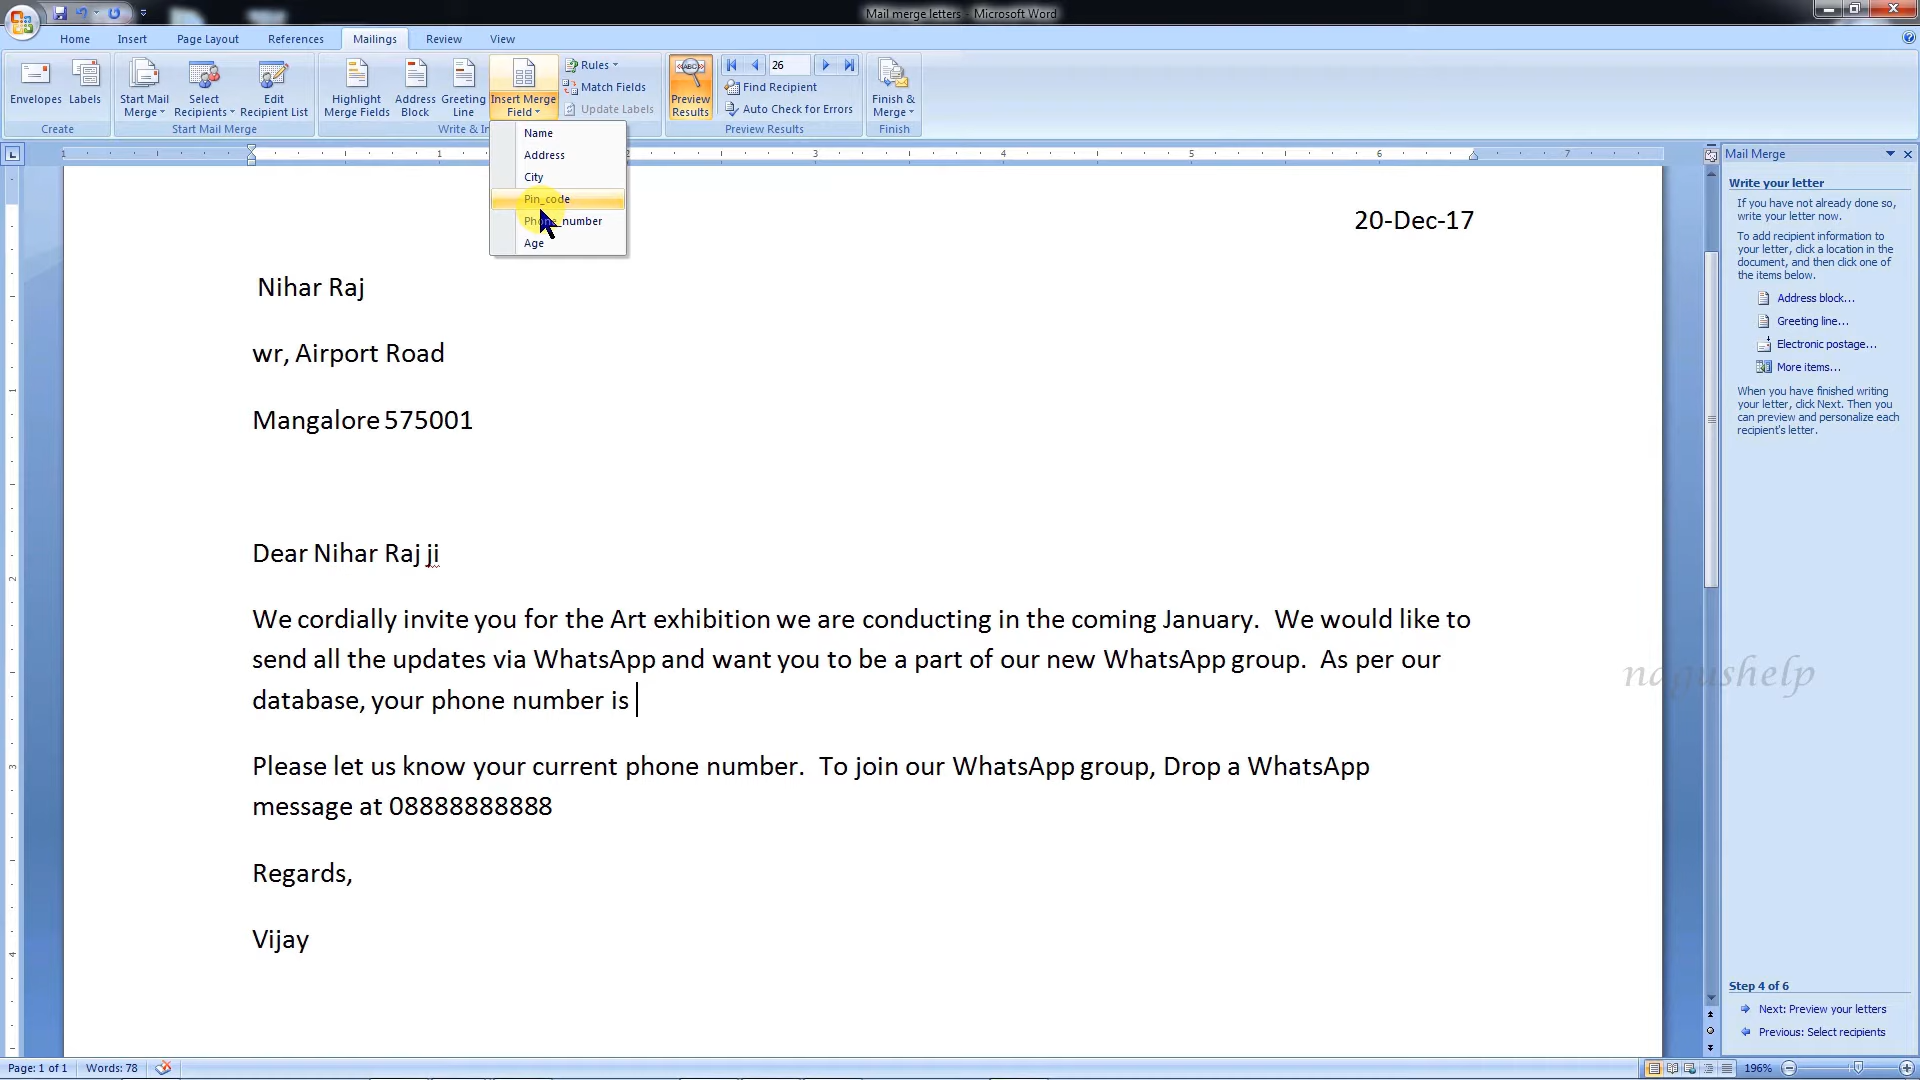 Mail merge letters - Microsoft Word
Home Insert Page Layout References Mailings Review View
Envelopes Labels Start Mail Merge Select Recipients Edit Recipient List Highlight Merge Fields Address Block Greeting Line Insert Merge Field Rules Match Fields Update Labels Preview Results 26 Find Recipient Auto Check for Errors Finish & Merge
Create Start Mail Merge Write & In Preview Results Finish
Name
Address
City
Pin_code
Phone_number
Age
1 1 2 3 4 5 6 7
20-Dec-17
Nihar Raj
wr, Airport Road
Mangalore 575001
Dear Nihar Raj ji
We cordially invite you for the Art exhibition we are conducting in the coming January.  We would like to
send all the updates via WhatsApp and want you to be a part of our new WhatsApp group.  As per our
database, your phone number is
Please let us know your current phone number.  To join our WhatsApp group, Drop a WhatsApp
message at 08888888888
Regards,
Vijay
nagushelp
Mail Merge
Write your letter
If you have not already done so,
write your letter now.
To add recipient information to
your letter, click a location in the
document, and then click one of
the items below.
Address block...
Greeting line...
Electronic postage...
More items...
When you have finished writing
your letter, click Next. Then you
can preview and personalize each
recipient's letter.
Step 4 of 6
Next: Preview your letters
Previous: Select recipients
Page: 1 of 1 Words: 78 196%